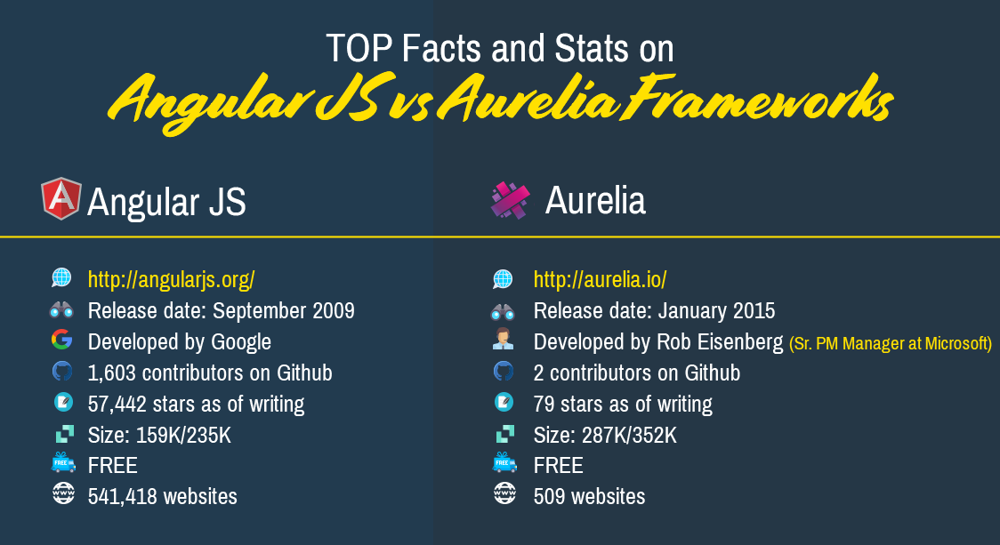 TOP Facts and Stats on
Angular JS vs Aurelia Frameworks
Angular JS
Aurelia
http://angularjs.org/
Release date: September 2009
Developed by Google
1,603 contributors on Github
57,442 stars as of writing
Size: 159K/235K
FREE
FREE
541,418 websites
http://aurelia.io/
Release date: January 2015
Developed by Rob Eisenberg (Sr. PM Manager at Microsoft)
2 contributors on Github
79 stars as of writing
Size: 287K/352K
FREE
FREE
509 websites